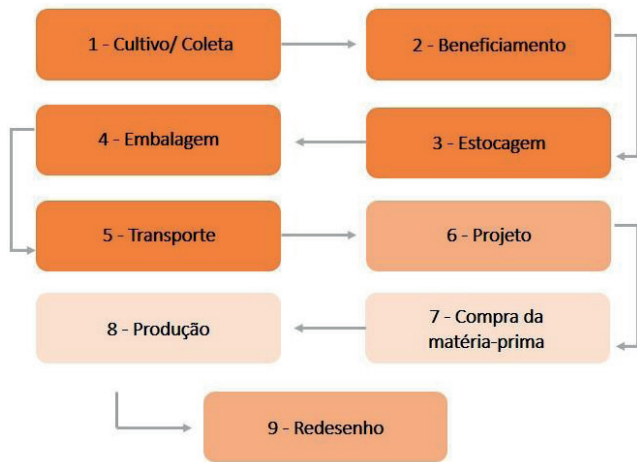 1 - Cultivo/ Coleta
2 - Beneficiamento
3 - Estocagem
4 - Embalagem
5 - Transporte
6 - Projeto
7 - Compra da
matéria-prima
8 - Produção
9 - Redesenho